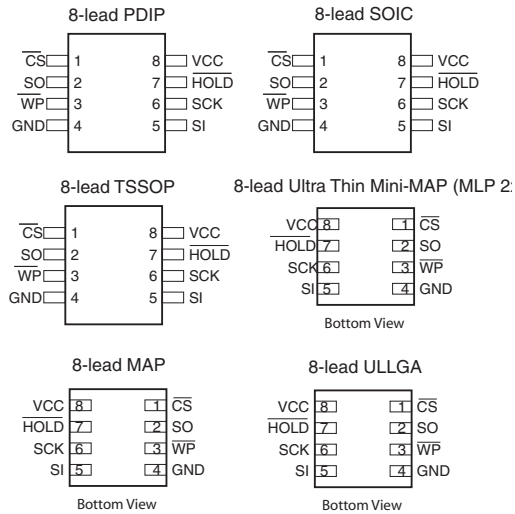 8-lead PDIP
CS 1 8 VCC
SO 2 7 HOLD
WP 3 6 SCK
GND 4 5 SI
8-lead SOIC
CS 1 8 VCC
SO 2 7 HOLD
WP 3 6 SCK
GND 4 5 SI
8-lead TSSOP
CS 1 8 VCC
SO 2 7 HOLD
WP 3 6 SCK
GND 4 5 SI
8-lead Ultra Thin Mini-MAP (MLP 2
VCC 8 1 CS
HOLD 7 2 SO
SCK 6 3 WP
SI 5 4 GND
Bottom View
8-lead MAP
VCC 8 1 CS
HOLD 7 2 SO
SCK 6 3 WP
SI 5 4 GND
Bottom View
8-lead ULLGA
VCC 8 1 CS
HOLD 7 2 SO
SCK 6 3 WP
SI 5 4 GND
Bottom View